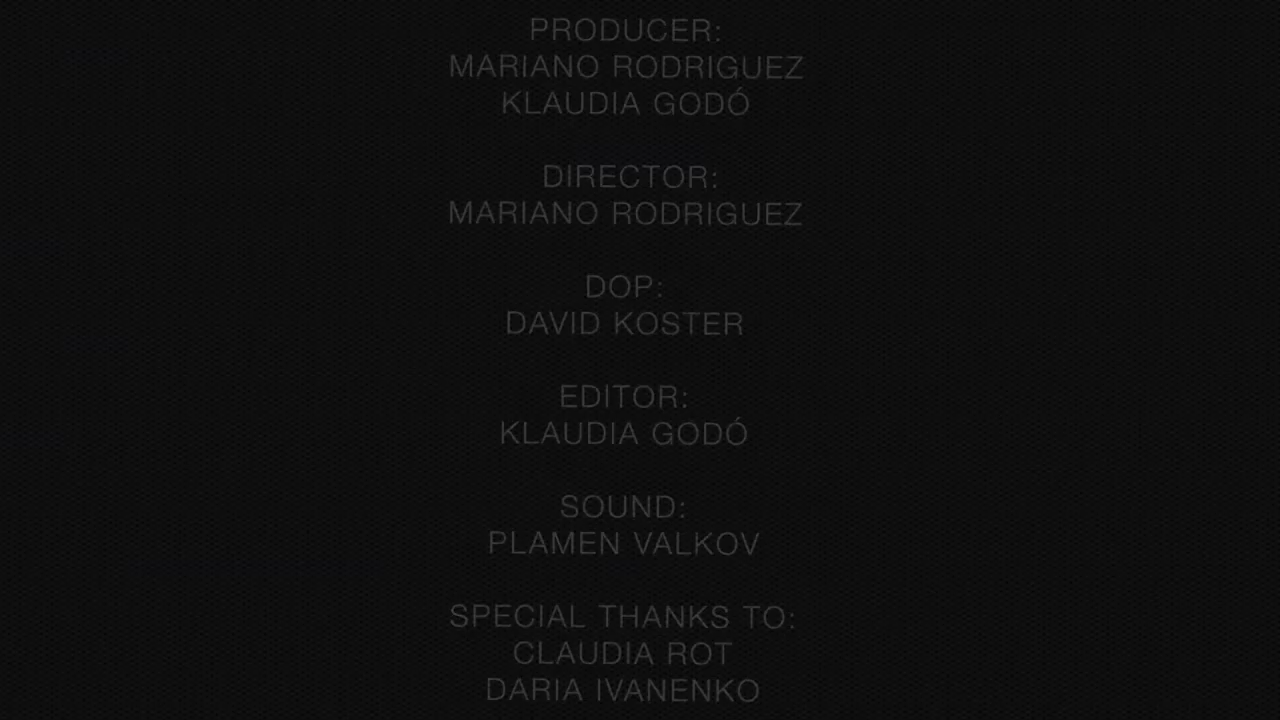 PRODUCER:
MARIANO RODRIGUEZ
KLAUDIA GODÓ
DIRECTOR:
MARIANO RODRIGUEZ
DOP:
DAVID KOSTER
EDITOR:
KLAUDIA GODÓ
SOUND:
PLAMEN VALKOV
SPECIAL THANKS TO:
CLAUDIA ROT
DARIA IVANENKO